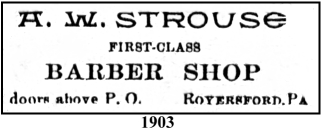 A. W. STROUSE
FIRST-CLASS
BARBER SHOP
doors above P. O. ROYERSFORD, PA
1903